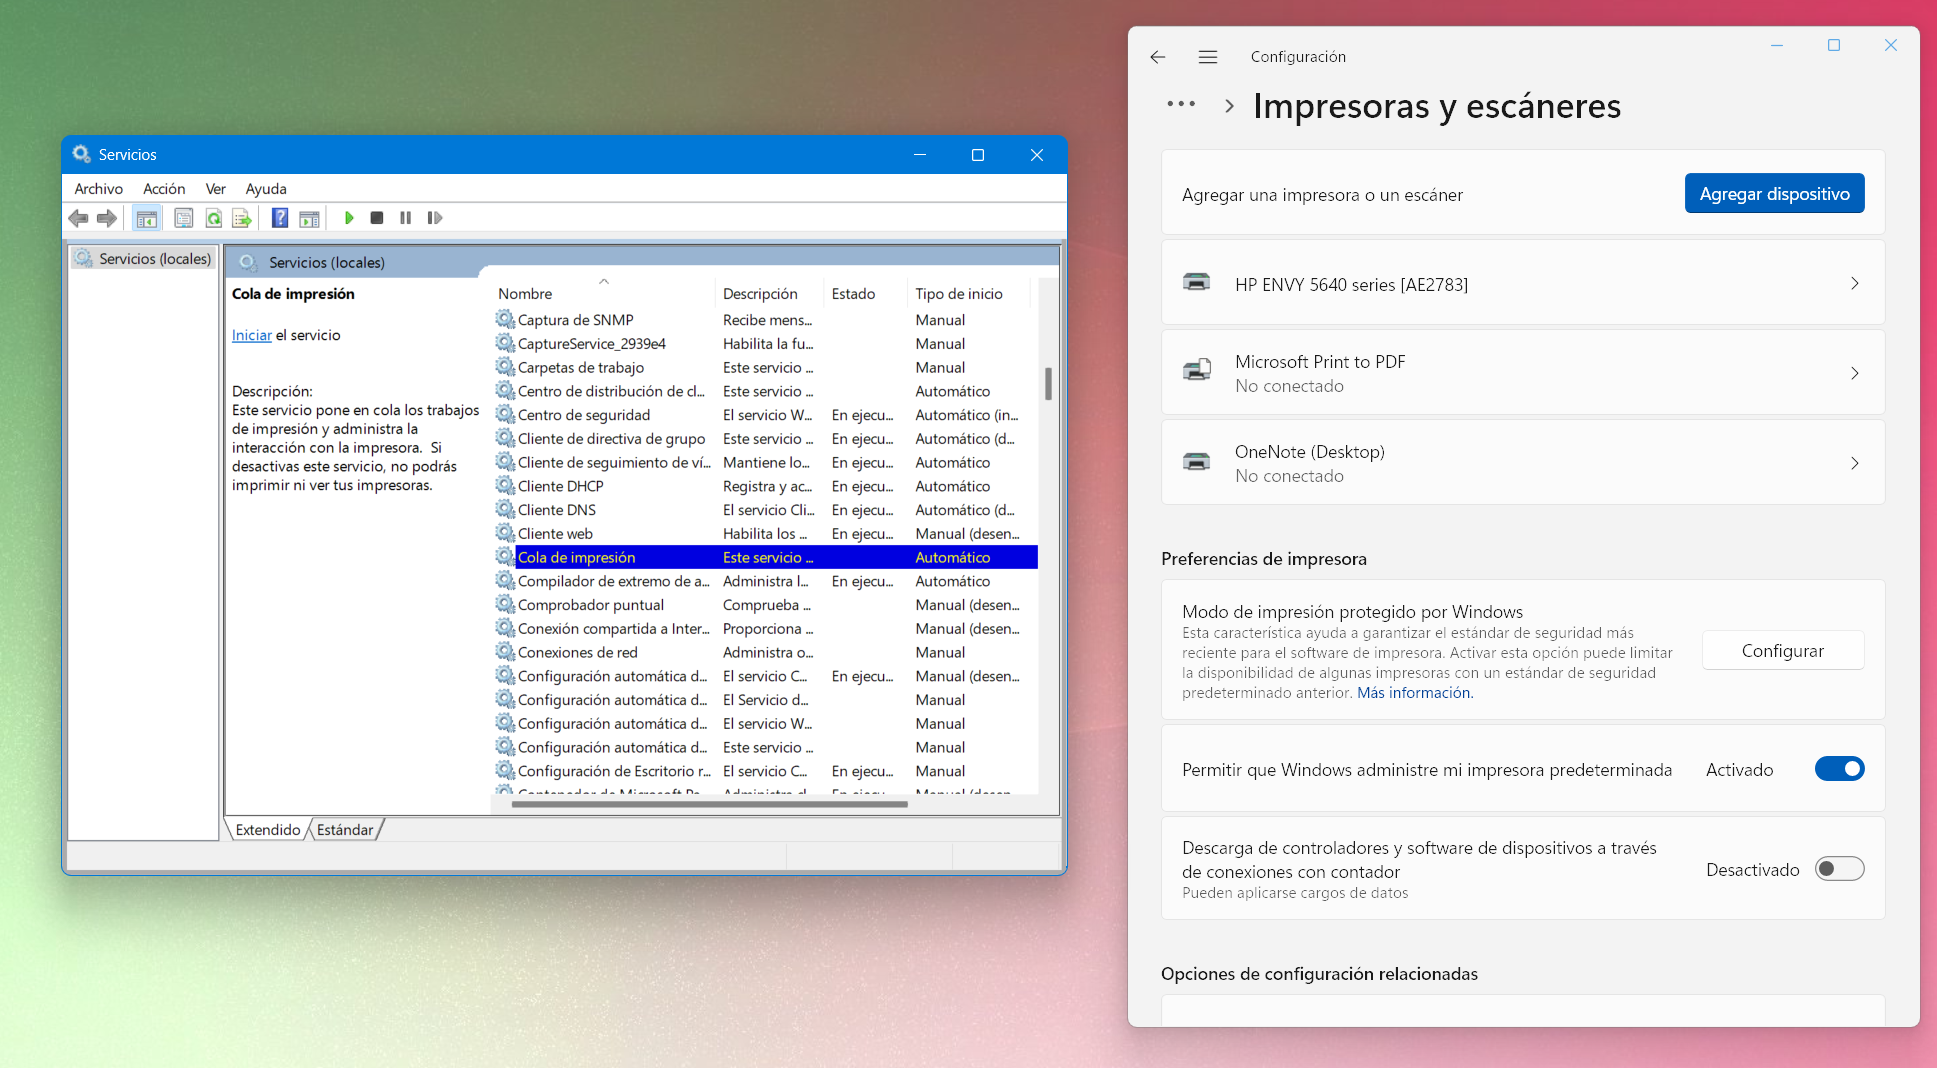 Servicios
Archivo Acción Ver Ayuda
Servicios (locales)
Servicios (locales)
Cola de impresión
Iniciar el servicio
Descripción:
Este servicio pone en cola los trabajos
de impresión y administra la
interacción con la impresora.  Si
desactivas este servicio, no podrás
imprimir ni ver tus impresoras.
Nombre Descripción Estado Tipo de inicio
Captura de SNMP Recibe mens... Manual
CaptureService_2939e4 Habilita la fu... Manual
Carpetas de trabajo Este servicio ... Manual
Centro de distribución de cl... Este servicio ... Automático
Centro de seguridad El servicio W... En ejecu... Automático (in...
Cliente de directiva de grupo Este servicio ... En ejecu... Automático (d...
Cliente de seguimiento de ví... Mantiene lo... En ejecu... Automático
Cliente DHCP Registra y ac... En ejecu... Automático
Cliente DNS El servicio Cli... En ejecu... Automático (d...
Cliente web Habilita los ... En ejecu... Manual (desen...
Cola de impresión Este servicio ... Automático
Compilador de extremo de a... Administra l... En ejecu... Automático
Comprobador puntual Comprueba ... Manual (desen...
Conexión compartida a Inter... Proporciona ... Manual (desen...
Conexiones de red Administra o... Manual
Configuración automática d... El servicio C... En ejecu... Manual (desen...
Configuración automática d... El Servicio d... Manual
Configuración automática d... El servicio W... Manual
Configuración automática d... Este servicio ... Manual
Configuración de Escritorio r... El servicio C... En ejecu... Manual
Contenedor de Microsoft Pa... Administra cl... En ejecu... Manual (desen...
Extendido Estándar
Configuración
... > Impresoras y escáneres
Agregar una impresora o un escáner Agregar dispositivo
HP ENVY 5640 series [AE2783]
Microsoft Print to PDF
No conectado
OneNote (Desktop)
No conectado
Preferencias de impresora
Modo de impresión protegido por Windows
Esta característica ayuda a garantizar el estándar de seguridad más
reciente para el software de impresora. Activar esta opción puede limitar
la disponibilidad de algunas impresoras con un estándar de seguridad
predeterminado anterior. Más información.
Configurar
Permitir que Windows administre mi impresora predeterminada Activado
Descarga de controladores y software de dispositivos a través
de conexiones con contador
Pueden aplicarse cargos de datos
Desactivado
Opciones de configuración relacionadas